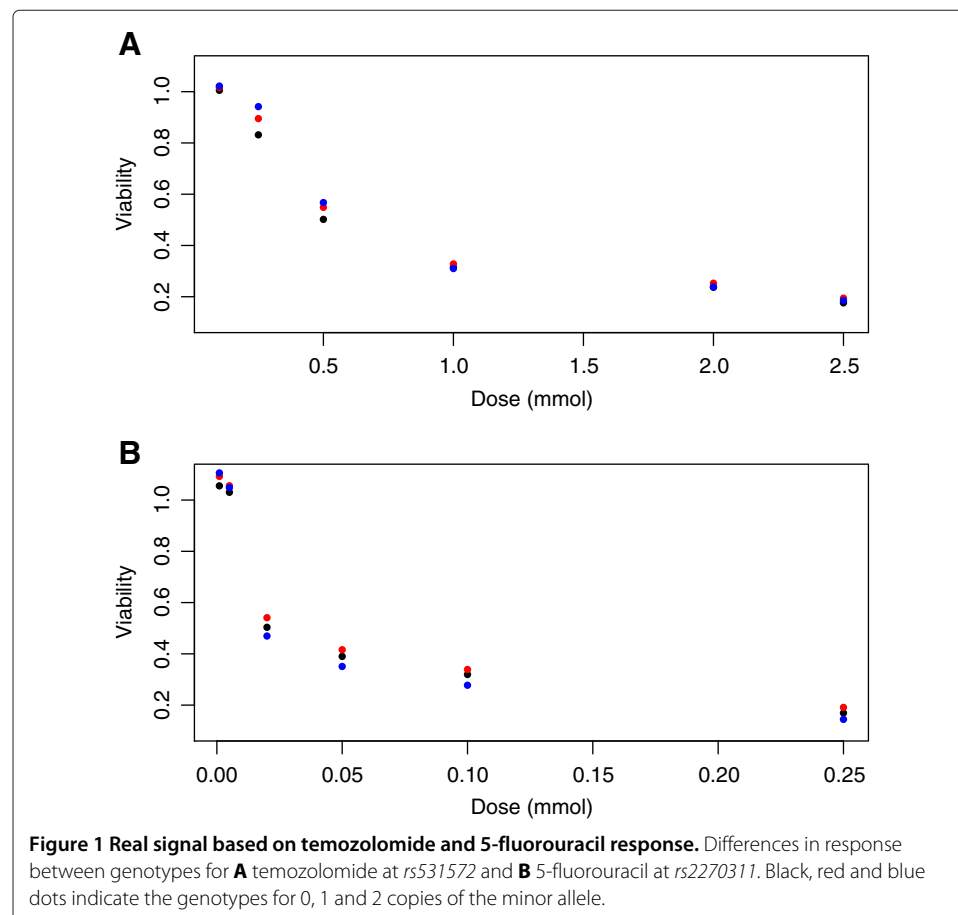 A
Viability
1.0
0.8
0.6
0.4
0.2
0.5 1.0 1.5 2.0 2.5
Dose (mmol)
B
Viability
1.0
0.8
0.6
0.4
0.2
0.00 0.05 0.10 0.15 0.20 0.25
Dose (mmol)
Figure 1 Real signal based on temozolomide and 5-fluorouracil response. Differences in response
between genotypes for A temozolomide at rs531572 and B 5-fluorouracil at rs2270311. Black, red and blue
dots indicate the genotypes for 0, 1 and 2 copies of the minor allele.